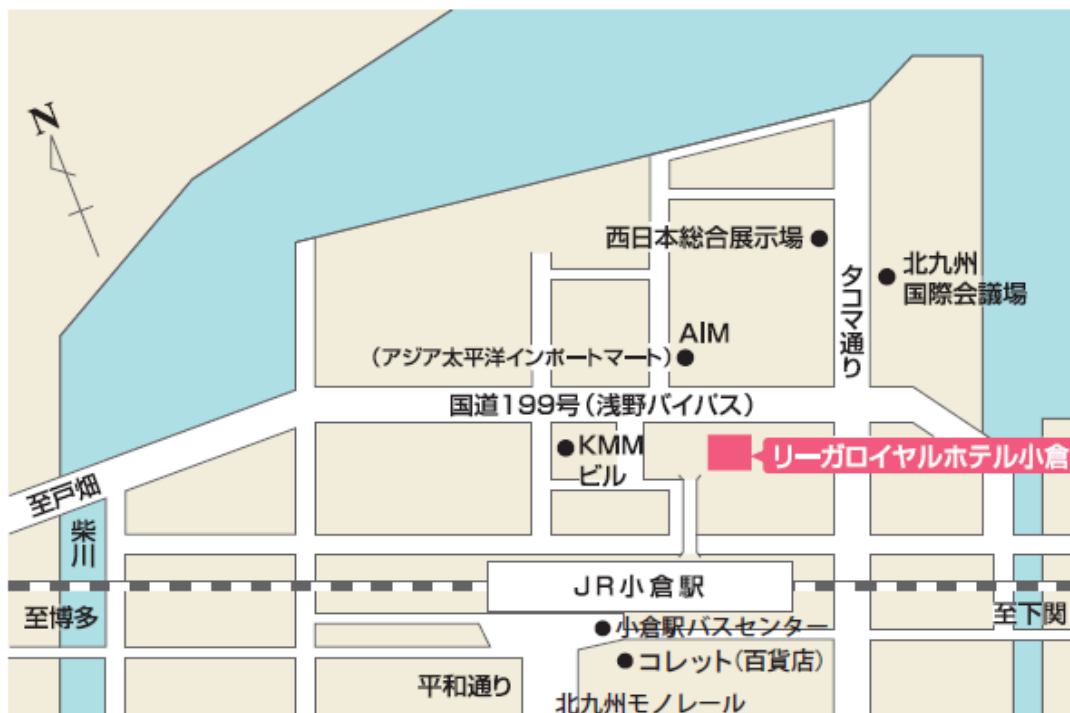 N
西日本総合展示場
北九州
国際会議場
タコマ通り
AIM
（アジア太平洋インポートマート）
国道199号（浅野バイパス）
KMM
ビル
リーガロイヤルホテル小倉
至戸畑
柴川
JR小倉駅
至博多
至下関
小倉駅バスセンター
コレット（百貨店）
平和通り
北九州モノレール